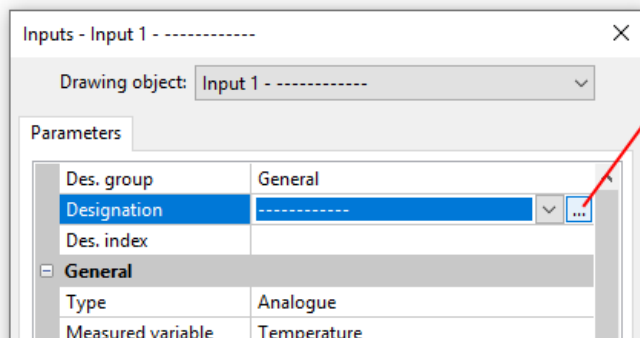 Inputs - Input 1 - ------------
Drawing object: Input 1 - ------------
Parameters
Des. group General
Designation ------------ ...
Des. index
General
Type Analogue
Measured variable Temperature